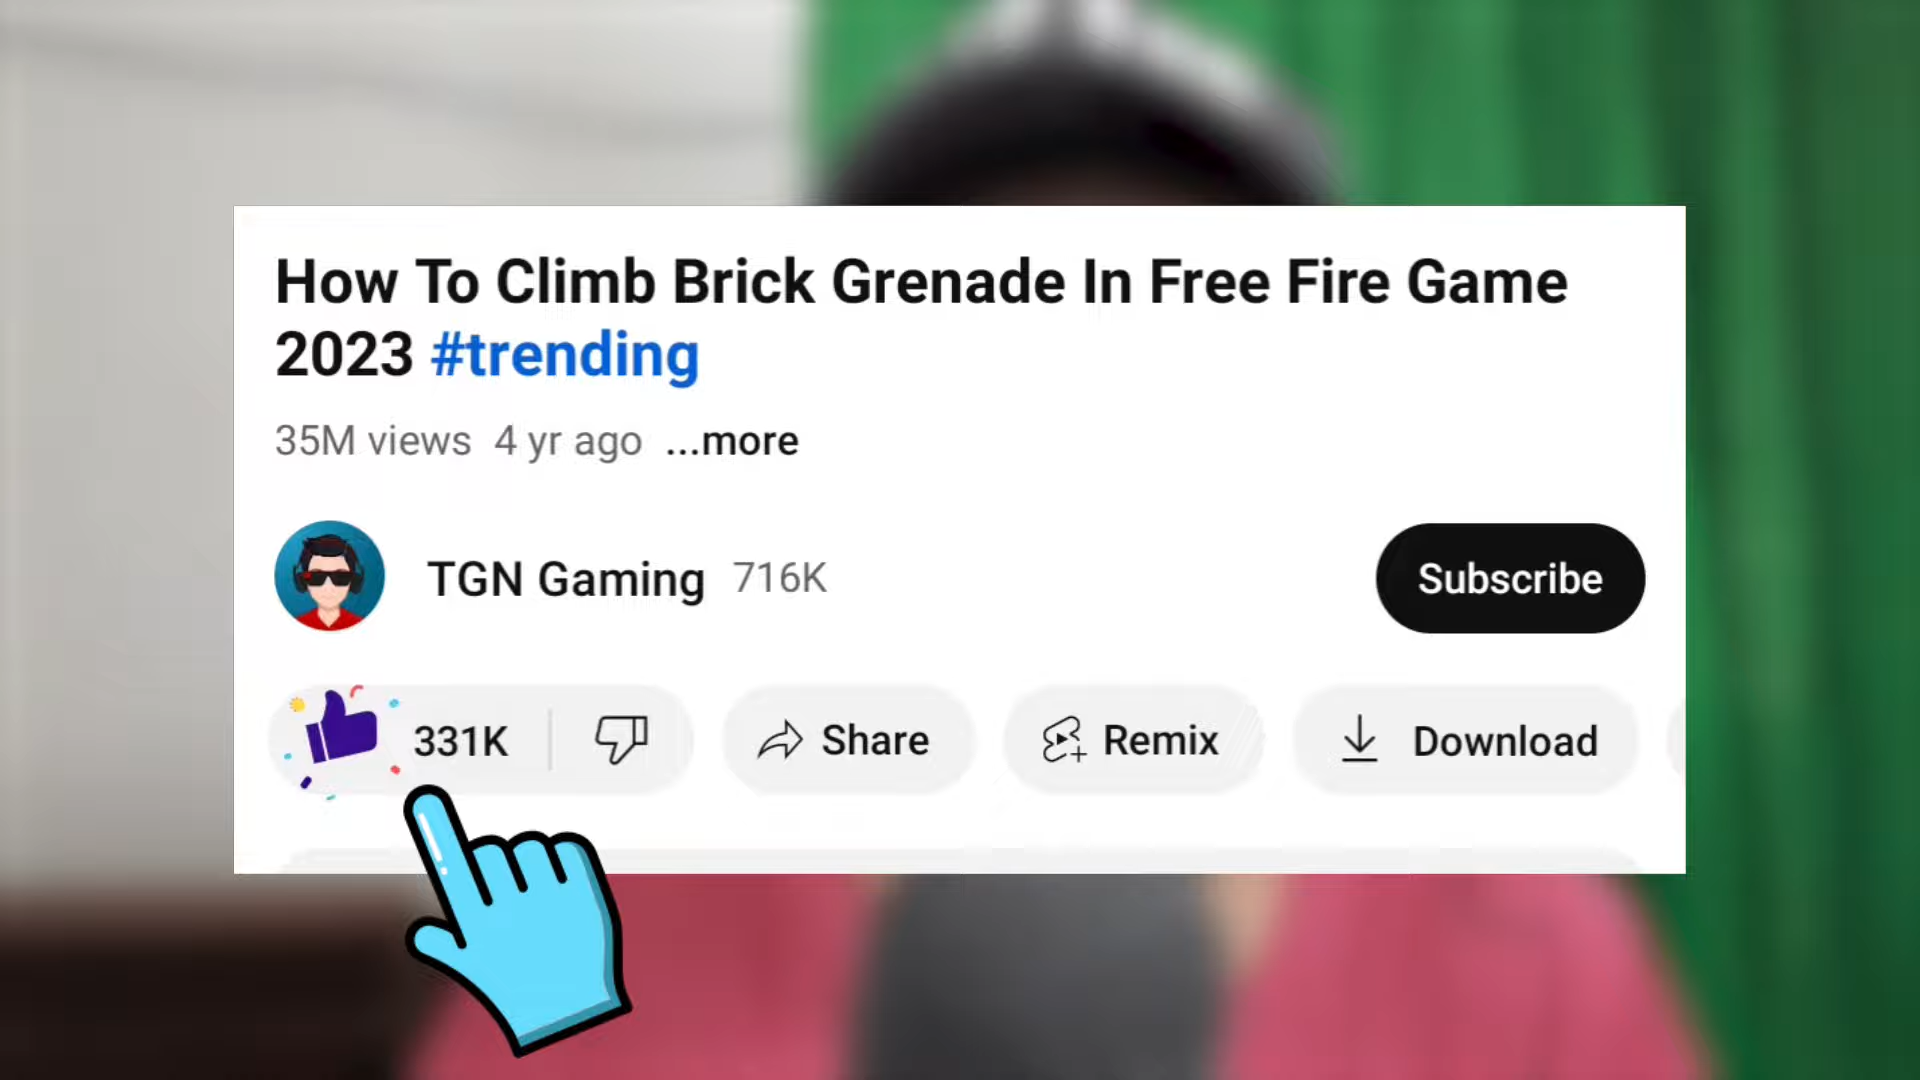 How To Climb Brick Grenade In Free Fire Game
2023 #trending
35M views 4 yr ago ...more
TGN Gaming 716K
Subscribe
331K
Share
Remix
Download